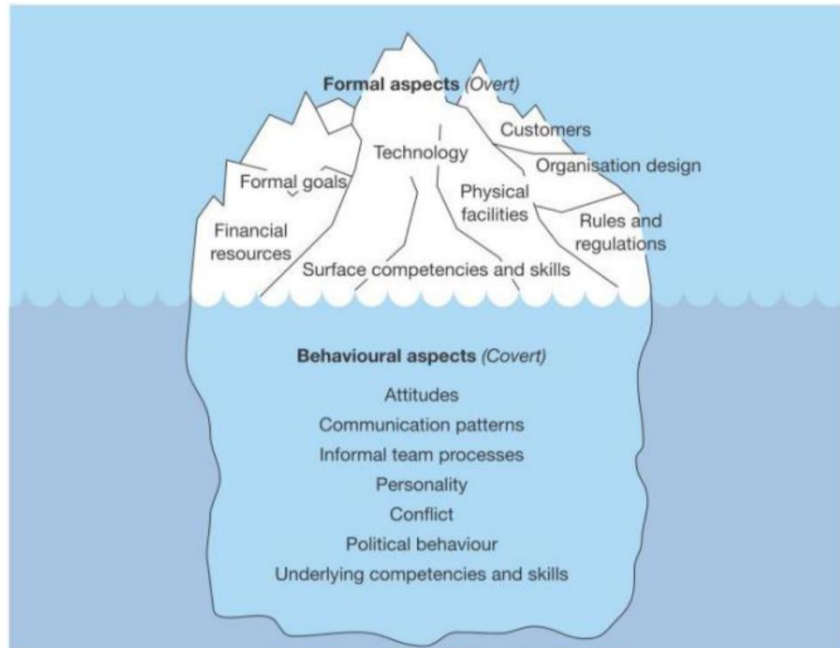 Formal aspects (Overt)
Customers
Technology
Organisation design
Formal goals
Physical
facilities
Financial
resources
Rules and
regulations
Surface competencies and skills
Behavioural aspects (Covert)
Attitudes
Communication patterns
Informal team processes
Personality
Conflict
Political behaviour
Underlying competencies and skills